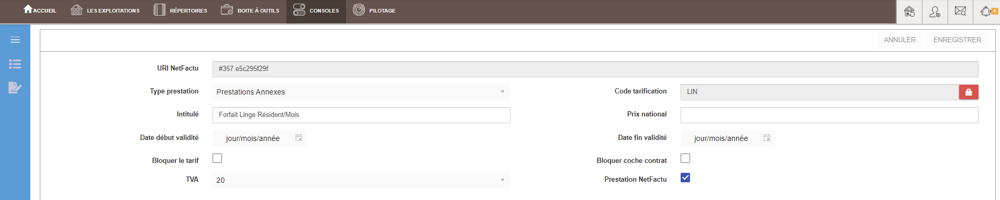 ACCUEIL LES EXPLOITATIONS RÉPERTOIRES BOITE À OUTILS CONSOLES PILOTAGE 4
ANNULER ENREGISTRER
URI NetFactu #357.e5c295f29f
Type prestation Prestations Annexes Code tarification LIN
Intitulé Forfait Linge Résident/Mois Prix national
Date début validité jour/mois/année Date fin validité jour/mois/année
Bloquer le tarif Bloquer coche contrat
TVA 20 Prestation NetFactu